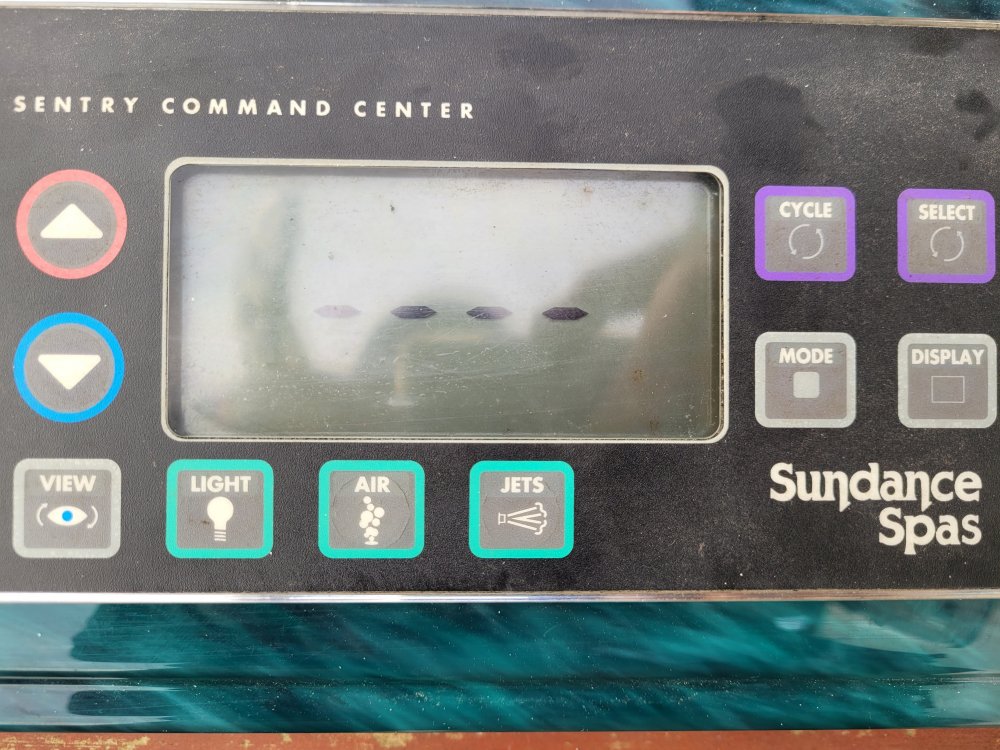 SENTRY COMMAND CENTER
----
CYCLE
SELECT
MODE
DISPLAY
VIEW
LIGHT
AIR
JETS
Sundance
Spas